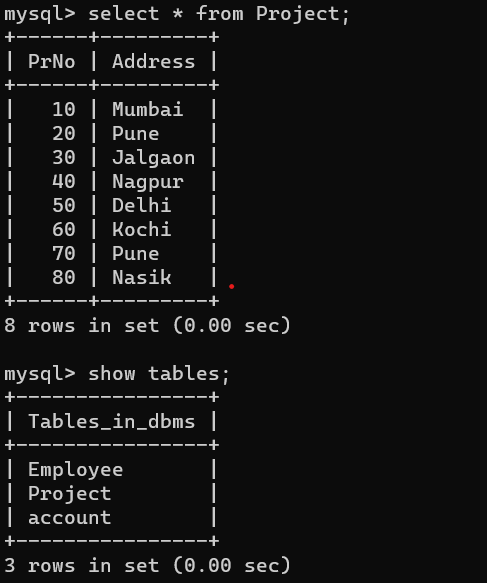 mysql> select * from Project;
+------+---------+
| PrNo | Address |
+------+---------+
|   10 | Mumbai  |
|   20 | Pune    |
|   30 | Jalgaon |
|   40 | Nagpur  |
|   50 | Delhi   |
|   60 | Kochi   |
|   70 | Pune    |
|   80 | Nasik   |
+------+---------+
8 rows in set (0.00 sec)

mysql> show tables;
+----------------+
| Tables_in_dbms |
+----------------+
| Employee       |
| Project        |
| account        |
+----------------+
3 rows in set (0.00 sec)